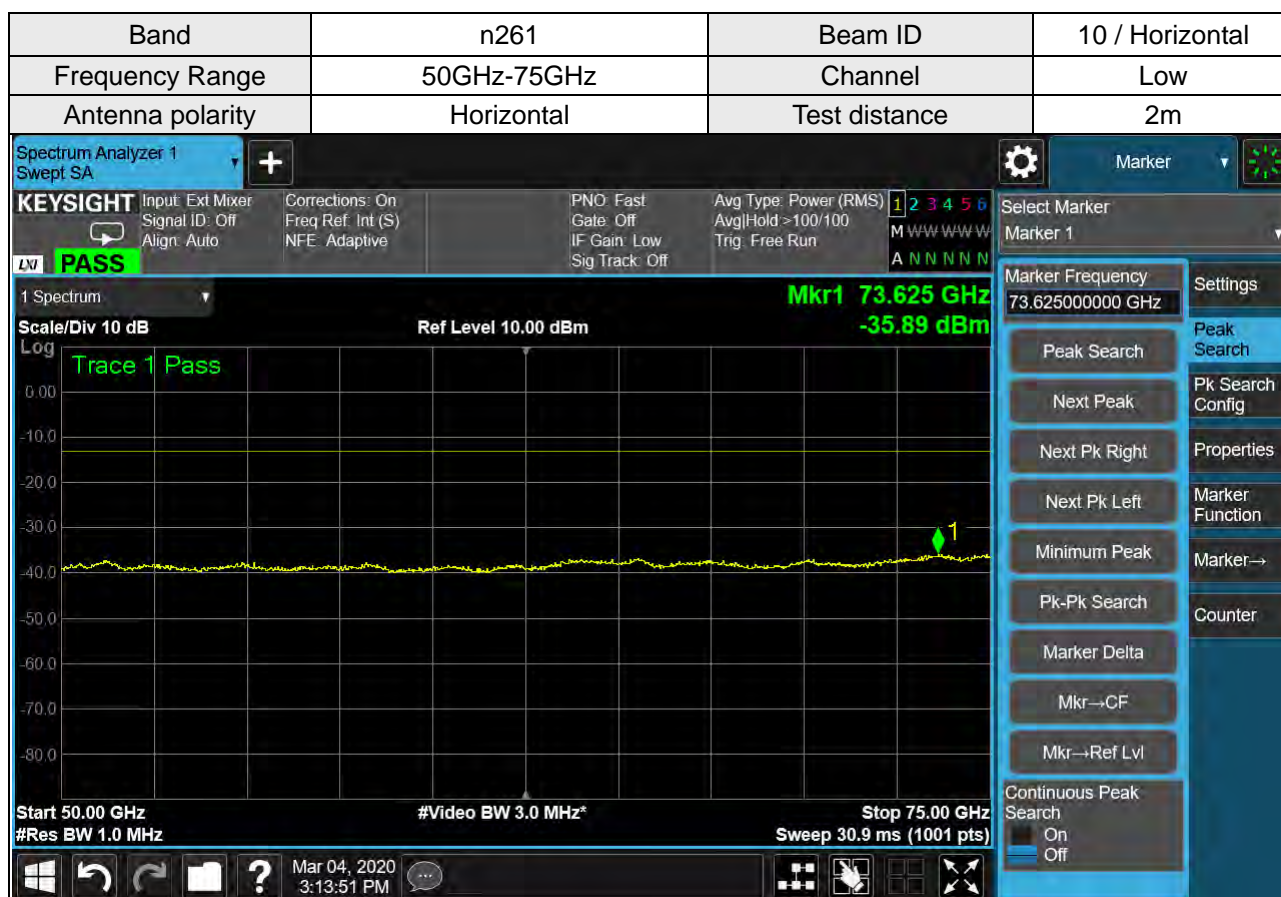 Band n261 Beam ID 10 / Horizontal
Frequency Range 50GHz-75GHz Channel Low
Antenna polarity Horizontal Test distance 2m
Spectrum Analyzer 1
Swept SA
+
Marker
KEYSIGHT
Input: Ext Mixer
Signal ID: Off
Align: Auto
Corrections: On
Freq Ref: Int (S)
NFE: Adaptive
PNO: Fast
Gate: Off
IF Gain: Low
Sig Track: Off
Avg Type: Power (RMS)
Avg|Hold >100/100
Trig: Free Run
1 2 3 4 5 6
M W W W W W
A N N N N N
LXI PASS
1 Spectrum
Scale/Div 10 dB
Ref Level 10.00 dBm
Mkr1 73.625 GHz
-35.89 dBm
Log
Trace 1 Pass
0.00
-10.0
-20.0
-30.0
-40.0
-50.0
-60.0
-70.0
-80.0
1
Start 50.00 GHz
#Video BW 3.0 MHz*
Stop 75.00 GHz
#Res BW 1.0 MHz
Sweep 30.9 ms (1001 pts)
Select Marker
Marker 1
Marker Frequency
73.625000000 GHz
Peak Search
Next Peak
Next Pk Right
Next Pk Left
Minimum Peak
Pk-Pk Search
Marker Delta
Mkr→CF
Mkr→Ref Lvl
Continuous Peak
Search
On
Off
Settings
Peak
Search
Pk Search
Config
Properties
Marker
Function
Marker→
Counter
?
Mar 04, 2020
3:13:51 PM